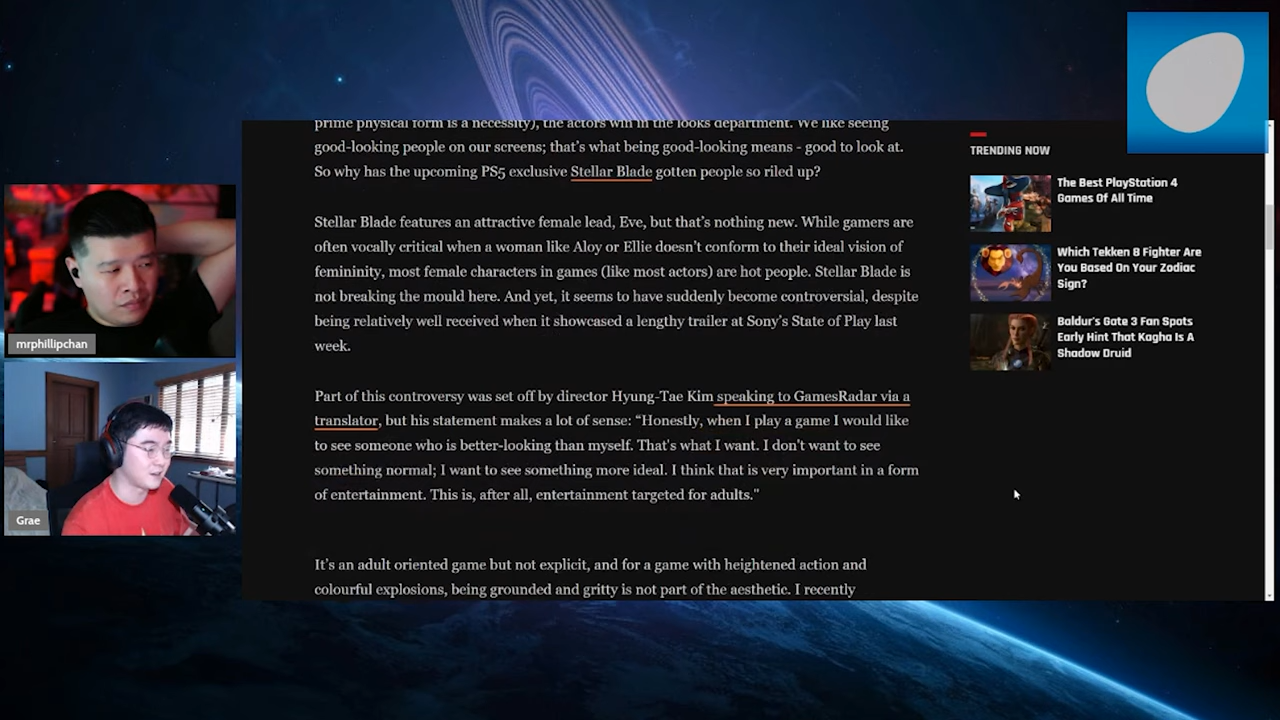 prime physical form is a necessity), the actors win in the looks department. We like seeing
good-looking people on our screens; that's what being good-looking means - good to look at.
So why has the upcoming PS5 exclusive Stellar Blade gotten people so riled up?
Stellar Blade features an attractive female lead, Eve, but that's nothing new. While gamers are
often vocally critical when a woman like Aloy or Ellie doesn't conform to their ideal vision of
femininity, most female characters in games (like most actors) are hot people. Stellar Blade is
not breaking the mould here. And yet, it seems to have suddenly become controversial, despite
being relatively well received when it showcased a lengthy trailer at Sony's State of Play last
week.
Part of this controversy was set off by director Hyung-Tae Kim speaking to GamesRadar via a
translator, but his statement makes a lot of sense: “Honestly, when I play a game I would like
to see someone who is better-looking than myself. That's what I want. I don't want to see
something normal; I want to see something more ideal. I think that is very important in a form
of entertainment. This is, after all, entertainment targeted for adults."
It's an adult oriented game but not explicit, and for a game with heightened action and
colourful explosions, being grounded and gritty is not part of the aesthetic. I recently
TRENDING NOW
The Best PlayStation 4
Games Of All Time
Which Tekken 8 Fighter Are
You Based On Your Zodiac
Sign?
Baldur's Gate 3 Fan Spots
Early Hint That Kagha Is A
Shadow Druid
mrphillipchan
Grae